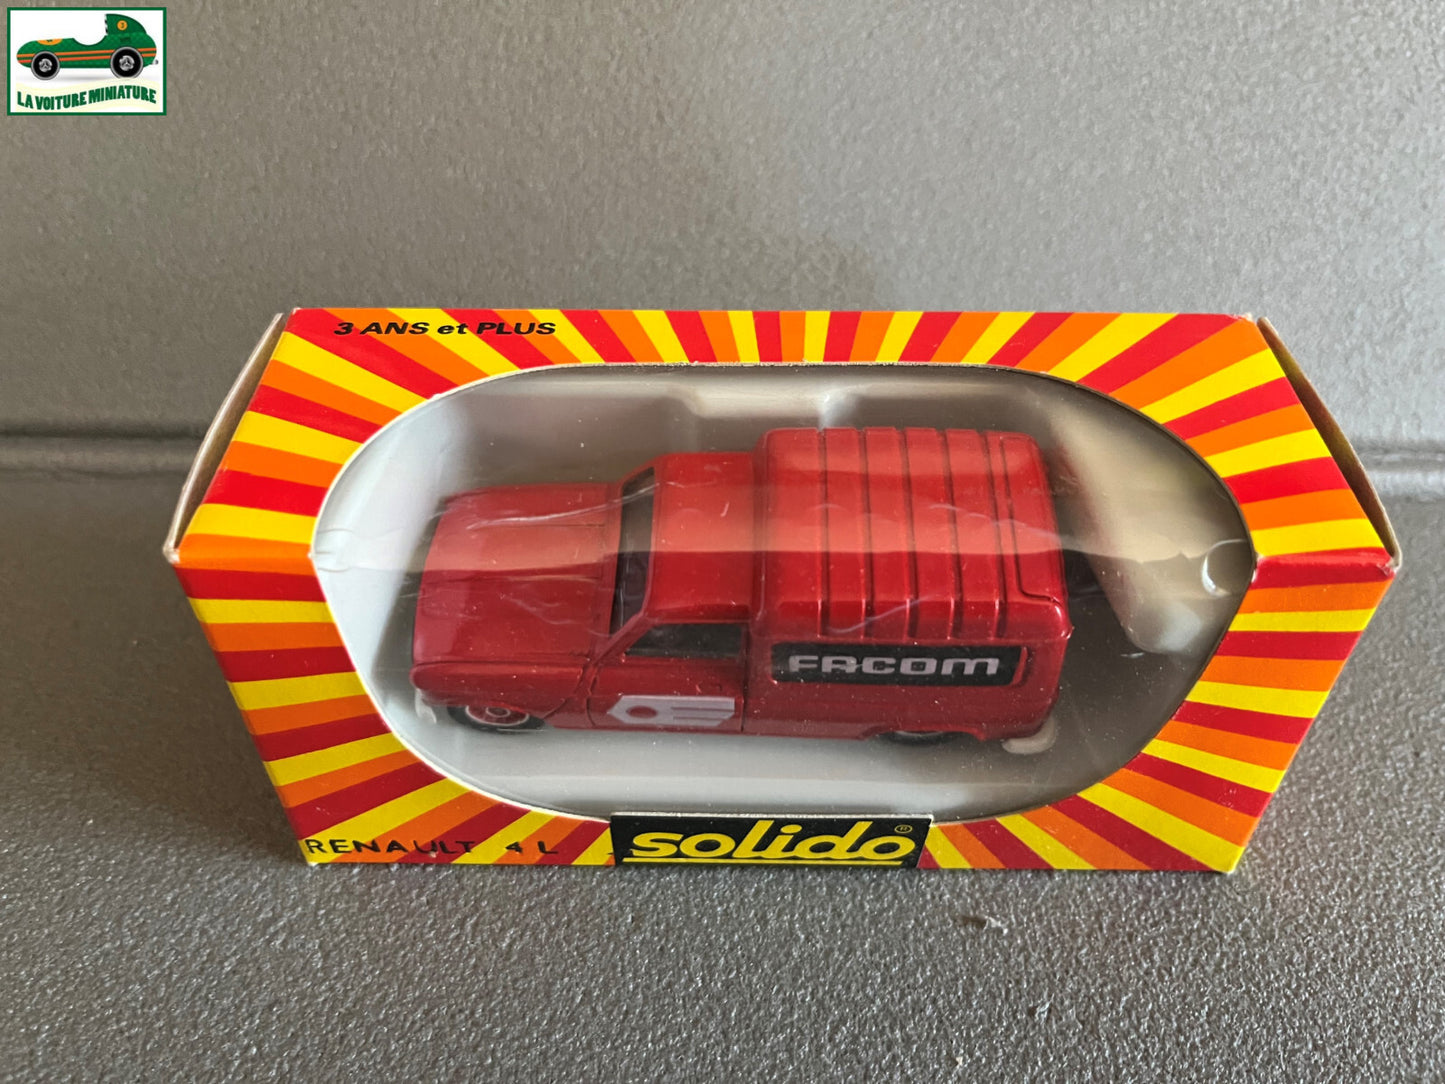 LA VOITURE MINIATURE
3 ANS et PLUS
FACOM
RENAULT 4 L
solido®